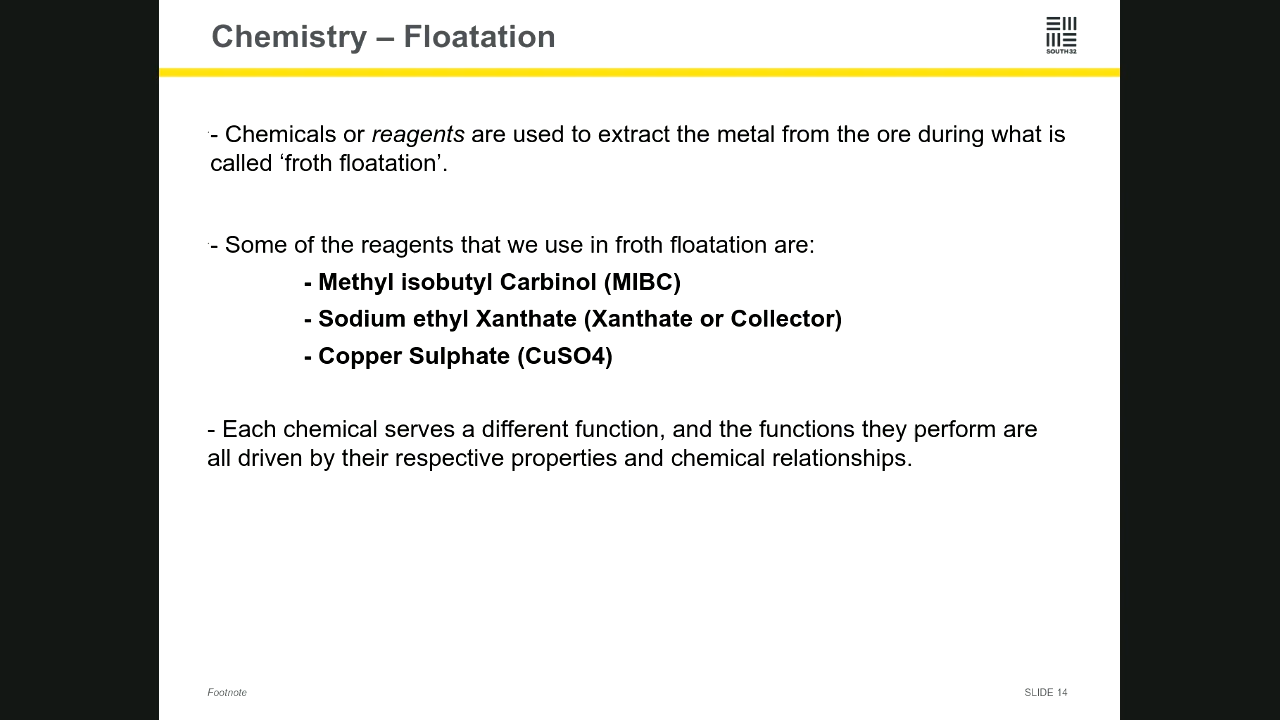 Chemistry – Floatation
SOUTH32
- Chemicals or reagents are used to extract the metal from the ore during what is
called ‘froth floatation’.
- Some of the reagents that we use in froth floatation are:
- Methyl isobutyl Carbinol (MIBC)
- Sodium ethyl Xanthate (Xanthate or Collector)
- Copper Sulphate (CuSO4)
- Each chemical serves a different function, and the functions they perform are
all driven by their respective properties and chemical relationships.
Footnote
SLIDE 14